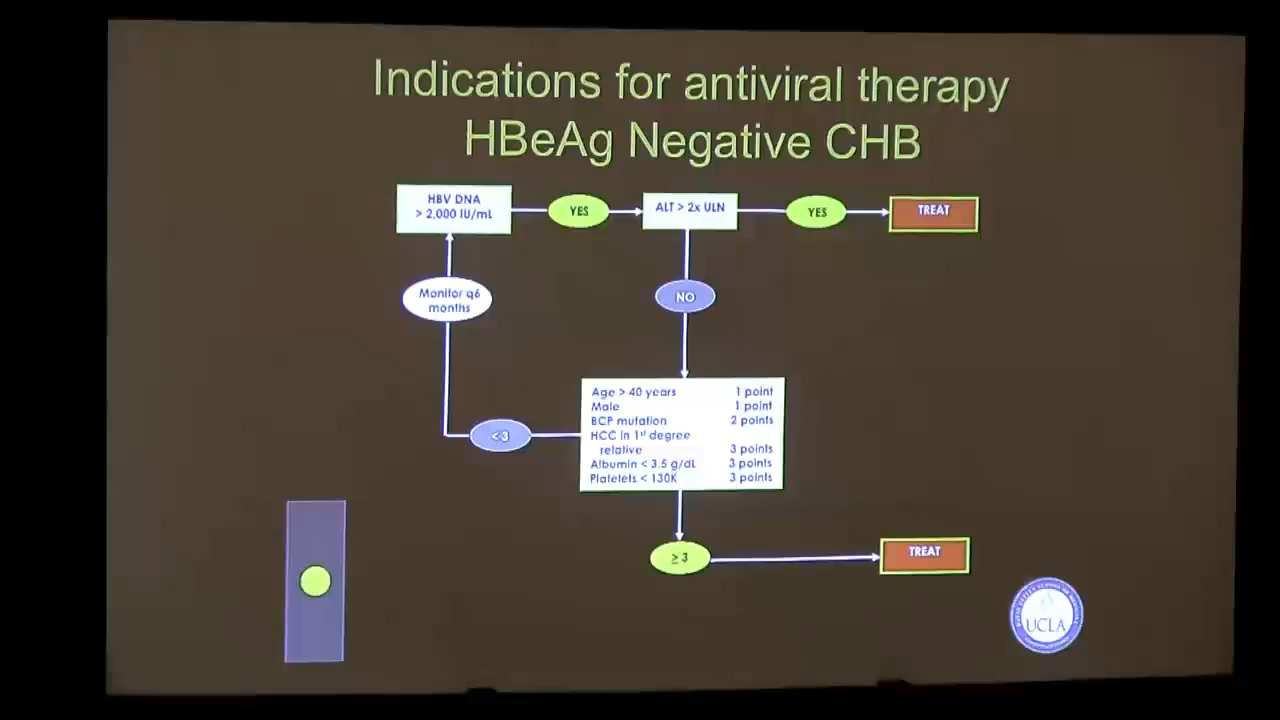 Indications for antiviral therapy
HBeAg Negative CHB
HBV DNA
> 2,000 IU/mL
YES
ALT > 2x ULN
YES
TREAT
Monitor q6
months
NO
Age > 40 years 1 point
Male 1 point
BCP mutation 2 points
HCC in 1st degree
relative 3 points
Albumin < 3.5 g/dL 3 points
Platelets < 130K 3 points
< 3
≥ 3
TREAT
UCLA